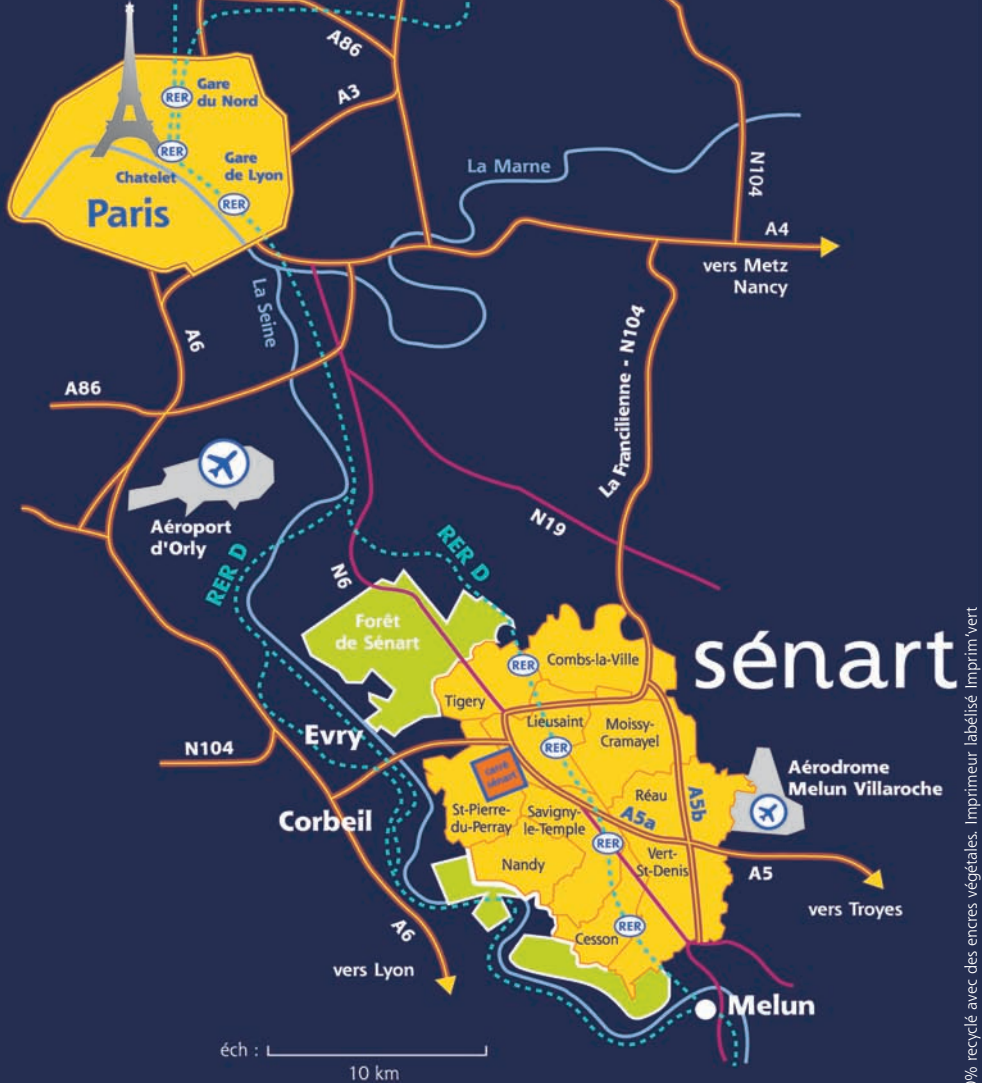 A86
A3
RER
Gare
du Nord
RER
Chatelet
Gare
de Lyon
RER
Paris
La Marne
N104
A4
vers Metz
Nancy
La Seine
A6
A86
La Francilienne - N104
Aéroport
d'Orly
N19
RER D
RER D
N6
Forêt
de Sénart
sénart
RER
Combs-la-Ville
Tigery
Lieusaint
Moissy-
Cramayel
RER
Evry
N104
carré
sénart
Aérodrome
Melun Villaroche
Réau
A5b
St-Pierre-
du-Perray
Savigny-
le-Temple
A5a
Corbeil
RER
Nandy
Vert-
St-Denis
A5
vers Troyes
A6
RER
Cesson
vers Lyon
Melun
éch :
10 km
% recyclé avec des encres végétales. Imprimeur labélisé Imprim'vert